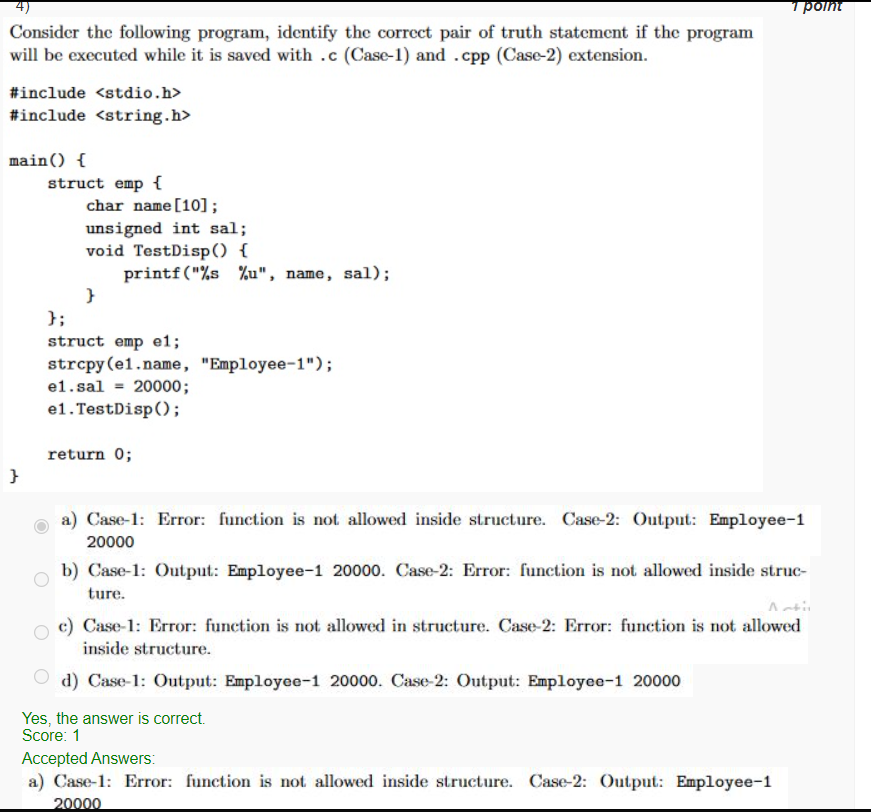 4)
1 point
Consider the following program, identify the correct pair of truth statement if the program
will be executed while it is saved with .c (Case-1) and .cpp (Case-2) extension.
#include <stdio.h>
#include <string.h>
main() {
struct emp {
char name[10];
unsigned int sal;
void TestDisp() {
printf("%s  %u", name, sal);
}
};
struct emp e1;
strcpy(e1.name, "Employee-1");
e1.sal = 20000;
e1.TestDisp();
return 0;
}
a) Case-1: Error: function is not allowed inside structure. Case-2: Output: Employee-1
20000
b) Case-1: Output: Employee-1 20000. Case-2: Error: function is not allowed inside struc-
ture.
c) Case-1: Error: function is not allowed in structure. Case-2: Error: function is not allowed
inside structure.
d) Case-1: Output: Employee-1 20000. Case-2: Output: Employee-1 20000
Yes, the answer is correct.
Score: 1
Accepted Answers:
a) Case-1: Error: function is not allowed inside structure. Case-2: Output: Employee-1
20000